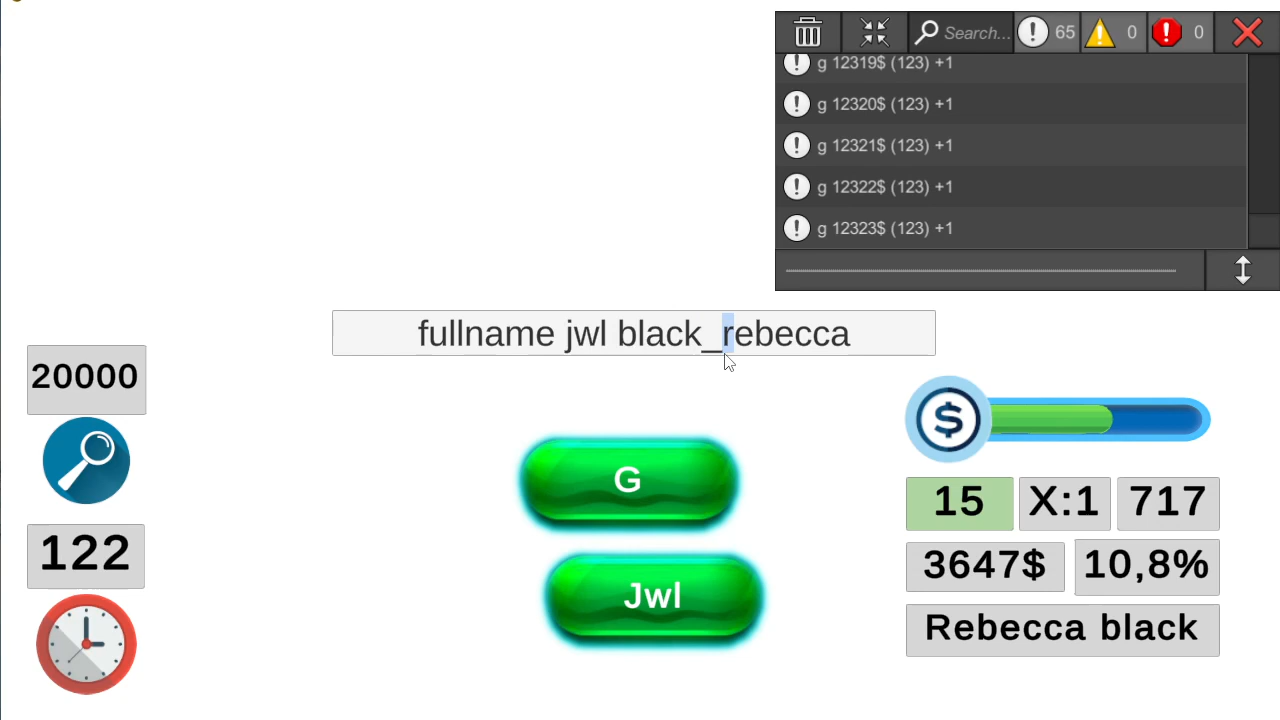 Search... 65 0 0
g 12319$ (123) +1
g 12320$ (123) +1
g 12321$ (123) +1
g 12322$ (123) +1
g 12323$ (123) +1
fullname jwl black_rebecca
20000
122
G
Jwl
$
15 X:1 717
3647$ 10,8%
Rebecca black